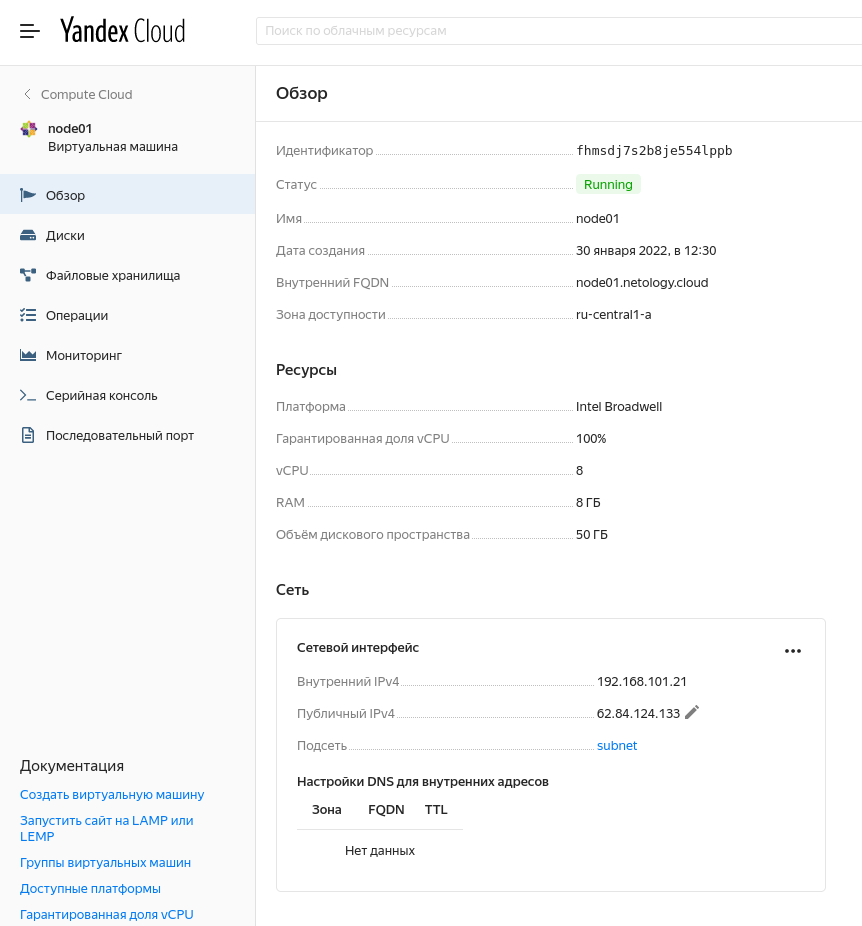 Yandex Cloud
Поиск по облачным ресурсам
Compute Cloud
node01
Виртуальная машина
Обзор
Диски
Файловые хранилища
Операции
Мониторинг
Серийная консоль
Последовательный порт
Документация
Создать виртуальную машину
Запустить сайт на LAMP или
LEMP
Группы виртуальных машин
Доступные платформы
Гарантированная доля vCPU
Обзор
Идентификатор fhmsdj7s2b8je554lppb
Статус Running
Имя node01
Дата создания 30 января 2022, в 12:30
Внутренний FQDN node01.netology.cloud
Зона доступности ru-central1-a
Ресурсы
Платформа Intel Broadwell
Гарантированная доля vCPU 100%
vCPU 8
RAM 8 ГБ
Объём дискового пространства 50 ГБ
Сеть
Сетевой интерфейс
Внутренний IPv4 192.168.101.21
Публичный IPv4 62.84.124.133
Подсеть subnet
Настройки DNS для внутренних адресов
Зона FQDN TTL
Нет данных